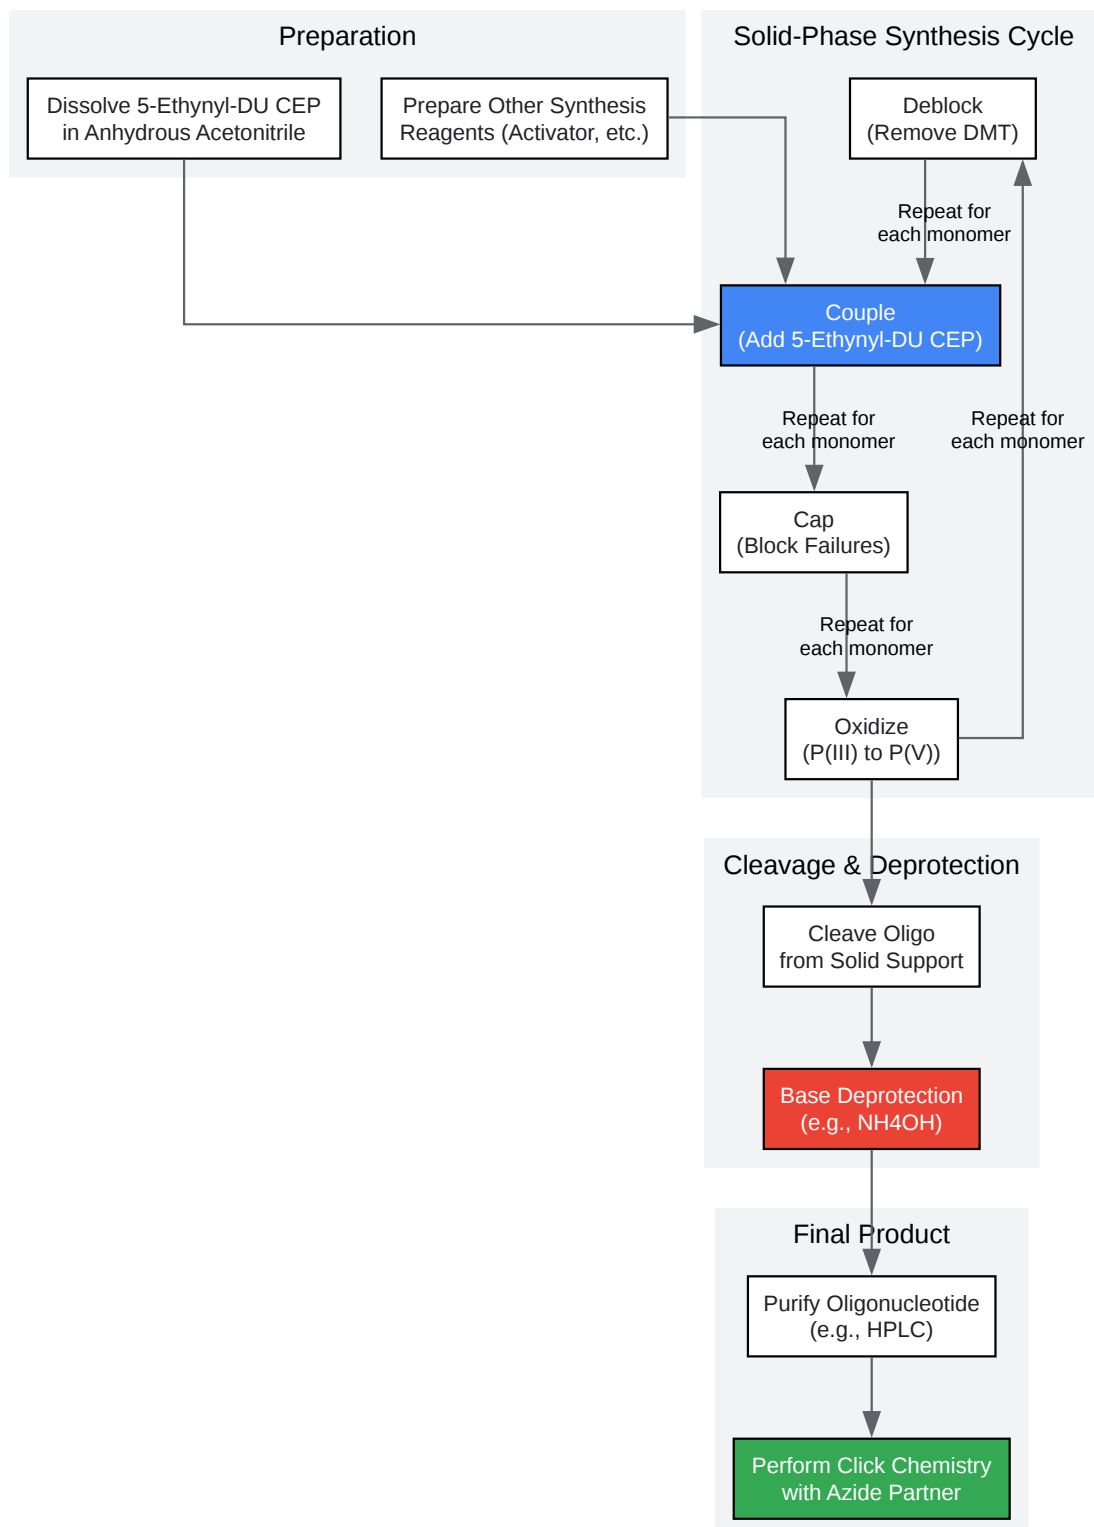 Preparation
Dissolve 5-Ethynyl-DU CEP
in Anhydrous Acetonitrile
Prepare Other Synthesis
Reagents (Activator, etc.)
Solid-Phase Synthesis Cycle
Deblock
(Remove DMT)
Repeat for
each monomer
Couple
(Add 5-Ethynyl-DU CEP)
Repeat for
each monomer
Repeat for
each monomer
Cap
(Block Failures)
Repeat for
each monomer
Oxidize
(P(III) to P(V))
Cleavage & Deprotection
Cleave Oligo
from Solid Support
Base Deprotection
(e.g., NH4OH)
Final Product
Purify Oligonucleotide
(e.g., HPLC)
Perform Click Chemistry
with Azide Partner